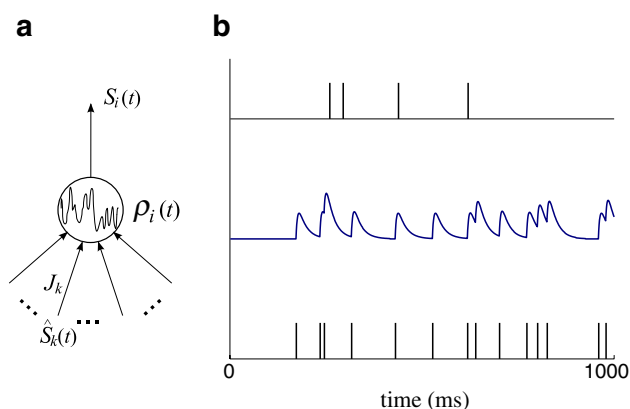 a
b
S_i(t)
ρ_i(t)
J_k
Ŝ_k(t)
0
1000
time (ms)